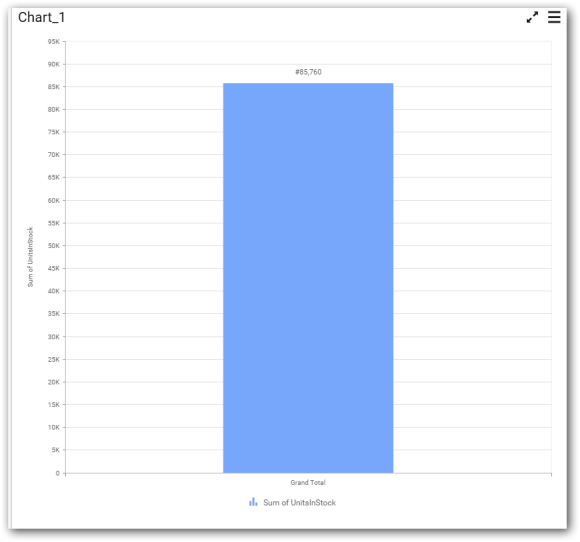 Chart_1
95K
90K
#85,760
85K
80K
75K
70K
65K
60K
55K
50K
Sum of UnitsInStock
45K
40K
35K
30K
25K
20K
15K
10K
5K
0
Grand Total
Sum of UnitsInStock